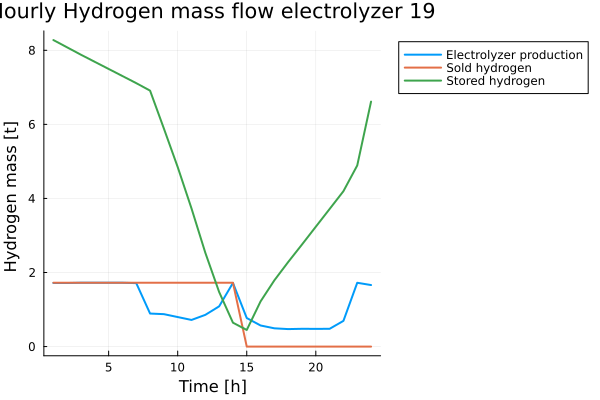 Hourly Hydrogen mass flow electrolyzer 19
Electrolyzer production
Sold hydrogen
Stored hydrogen
Hydrogen mass [t]
8
6
4
2
0
5
10
15
20
Time [h]